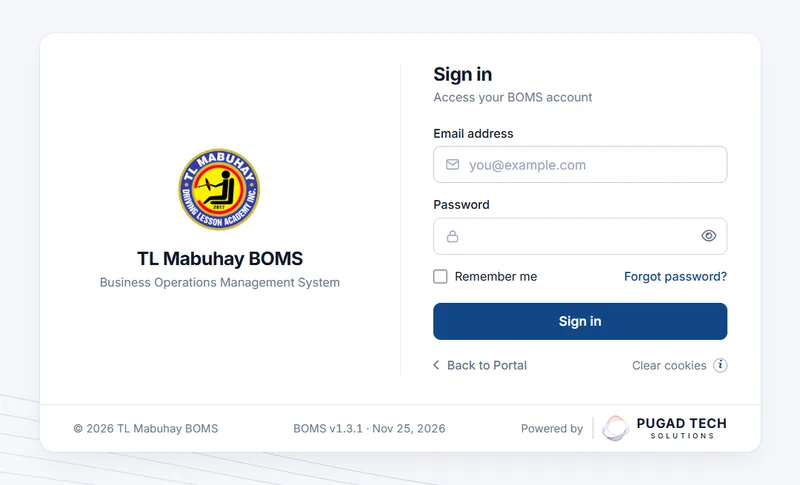 TL MABUHAY
DRIVING LESSON ACADEMY INC.
2017
TL Mabuhay BOMS
Business Operations Management System
Sign in
Access your BOMS account
Email address
you@example.com
Password
Remember me
Forgot password?
Sign in
Back to Portal
Clear cookies i
© 2026 TL Mabuhay BOMS
BOMS v1.3.1 · Nov 25, 2026
Powered by
PUGAD TECH
SOLUTIONS